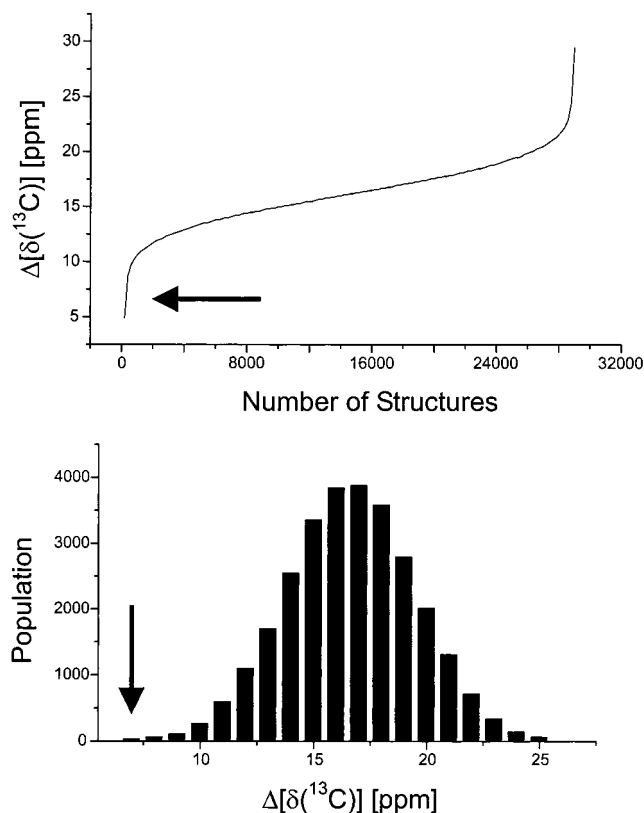 30
25
20
15
10
5
Δ[δ(¹³C)] [ppm]
0 8000 16000 24000 32000
Number of Structures
4000
3000
2000
1000
0
Population
10 15 20 25
Δ[δ(¹³C)] [ppm]